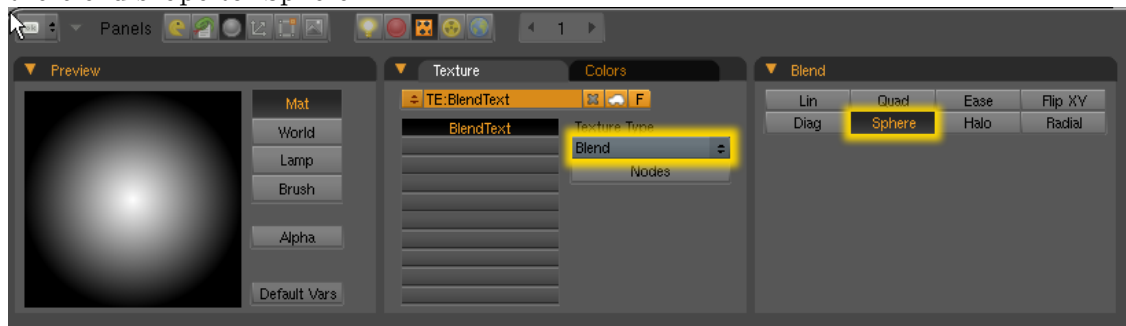 Panels 1
Preview
Mat
World
Lamp
Brush
Alpha
Default Vars
Texture Colors
TE:BlendText F
BlendText
Texture Type
Blend
Nodes
Blend
Lin Quad Ease Flip XY
Diag Sphere Halo Radial